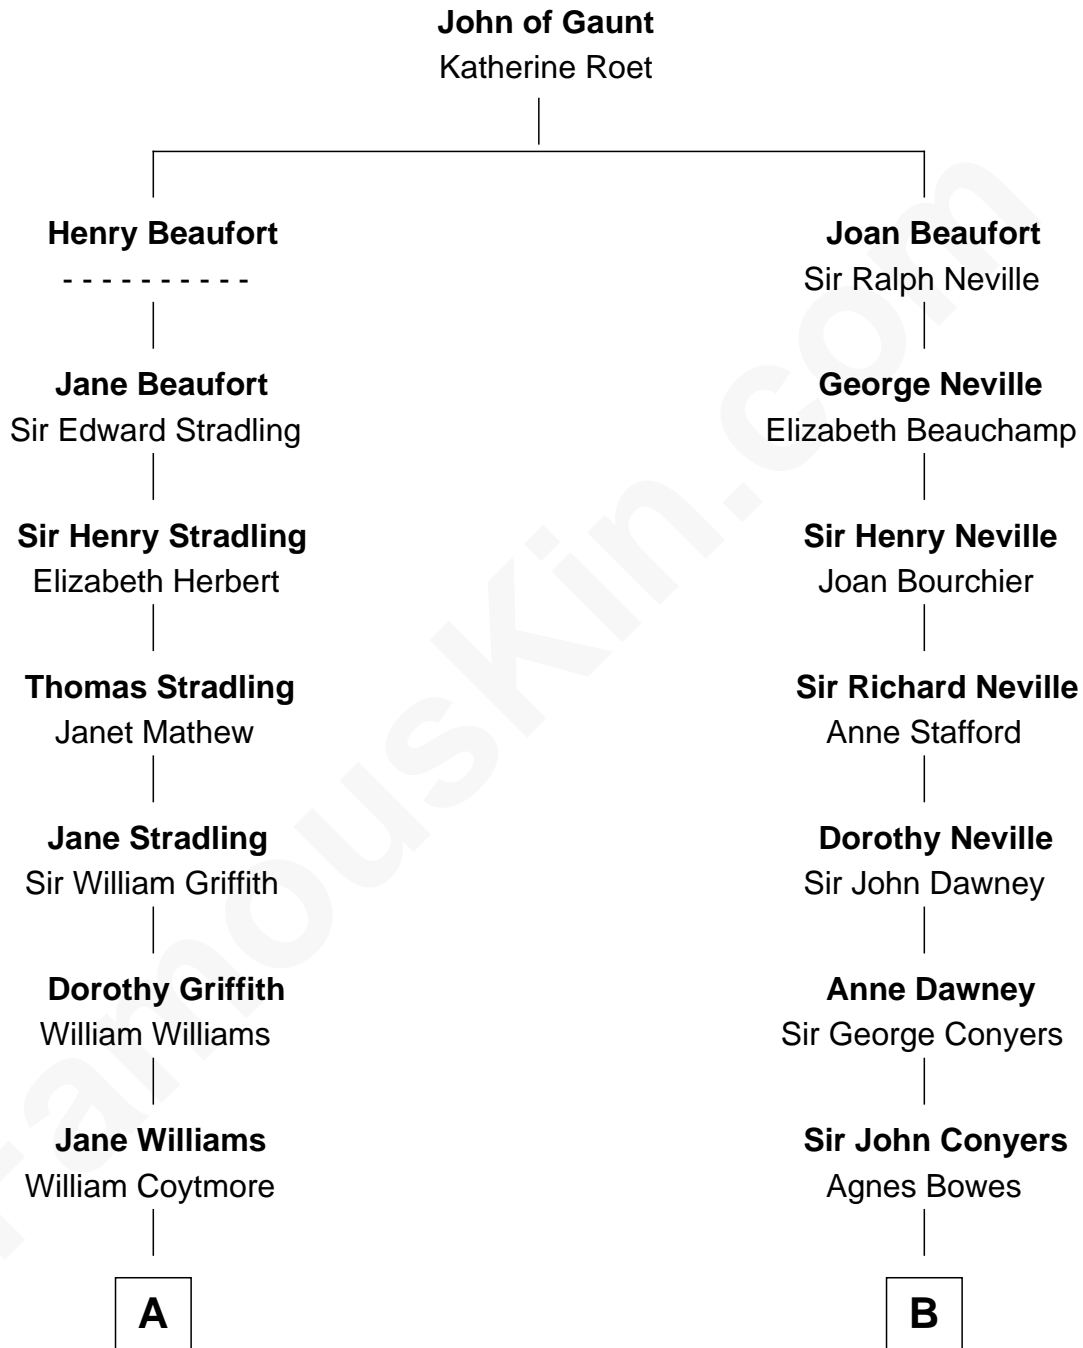 John of Gaunt
Katherine Roet
Henry Beaufort
- - - - - - - - - -
Jane Beaufort
Sir Edward Stradling
Sir Henry Stradling
Elizabeth Herbert
Thomas Stradling
Janet Mathew
Jane Stradling
Sir William Griffith
Dorothy Griffith
William Williams
Jane Williams
William Coytmore
A
Joan Beaufort
Sir Ralph Neville
George Neville
Elizabeth Beauchamp
Sir Henry Neville
Joan Bourchier
Sir Richard Neville
Anne Stafford
Dorothy Neville
Sir John Dawney
Anne Dawney
Sir George Conyers
Sir John Conyers
Agnes Bowes
B
FamousKin.com